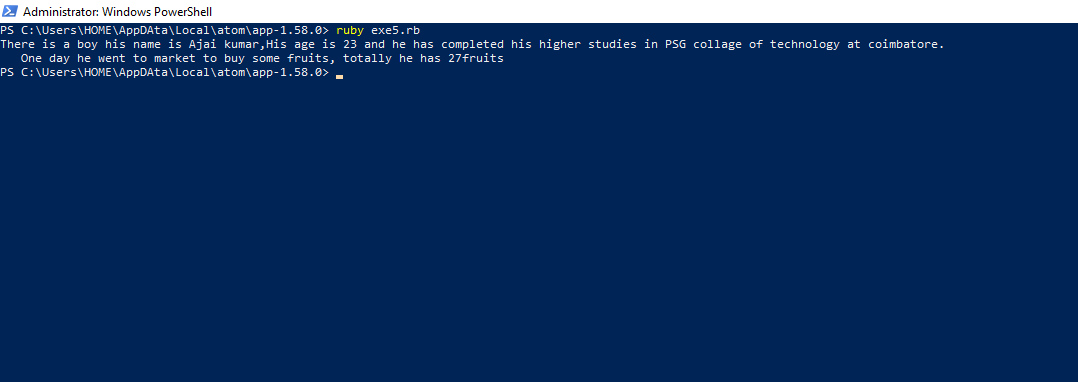 Administrator: Windows PowerShell
PS C:\Users\HOME\AppDAta\Local\atom\app-1.58.0> ruby exe5.rb
There is a boy his name is Ajai kumar,His age is 23 and he has completed his higher studies in PSG collage of technology at coimbatore.
   One day he went to market to buy some fruits, totally he has 27fruits
PS C:\Users\HOME\AppDAta\Local\atom\app-1.58.0>